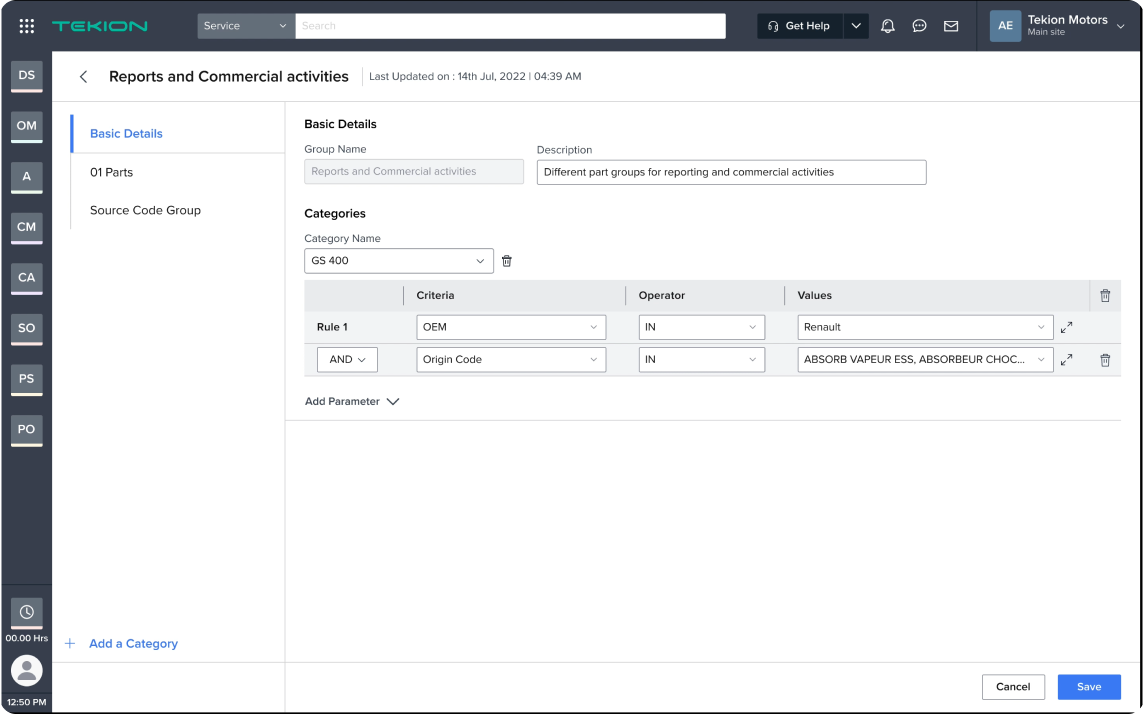 TEKION
Service
Search
Get Help
AE
Tekion Motors
Main site
DS
OM
A
CM
CA
SO
PS
PO
00.00 Hrs
12:50 PM
Reports and Commercial activities
Last Updated on : 14th Jul, 2022 | 04:39 AM
Basic Details
01 Parts
Source Code Group
+ Add a Category
Basic Details
Group Name
Description
Reports and Commercial activities
Different part groups for reporting and commercial activities
Categories
Category Name
GS 400
Criteria Operator Values
Rule 1 OEM IN Renault
AND Origin Code IN ABSORB VAPEUR ESS, ABSORBEUR CHOC...
Add Parameter
Cancel
Save